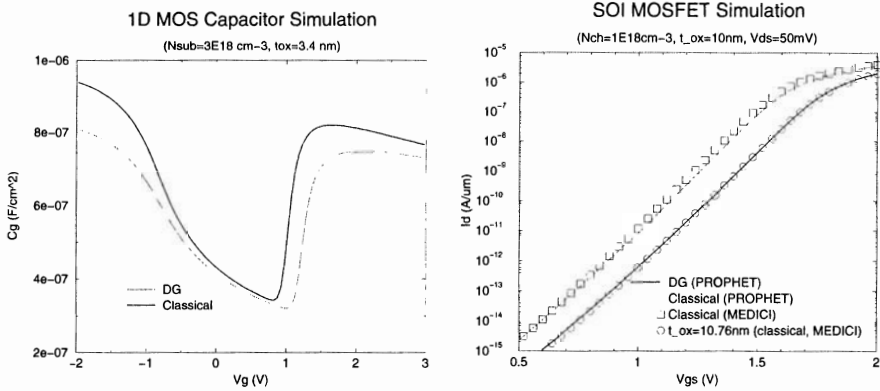 1D MOS Capacitor Simulation
(Nsub=3E18 cm-3, tox=3.4 nm)
1e-06
8e-07
6e-07
4e-07
2e-07
Cg (F/cm^2)
DG
Classical
−2
−1
0
1
2
3
Vg (V)
SOI MOSFET Simulation
(Nch=1E18cm-3, t_ox=10nm, Vds=50mV)
10⁻⁵
10⁻⁶
10⁻⁷
10⁻⁸
10⁻⁹
10⁻¹⁰
10⁻¹¹
10⁻¹²
10⁻¹³
10⁻¹⁴
10⁻¹⁵
Id (A/um)
DG (PROPHET)
Classical (PROPHET)
Classical (MEDICI)
t_ox=10.76nm (classical, MEDICI)
0.5
1
1.5
2
Vgs (V)